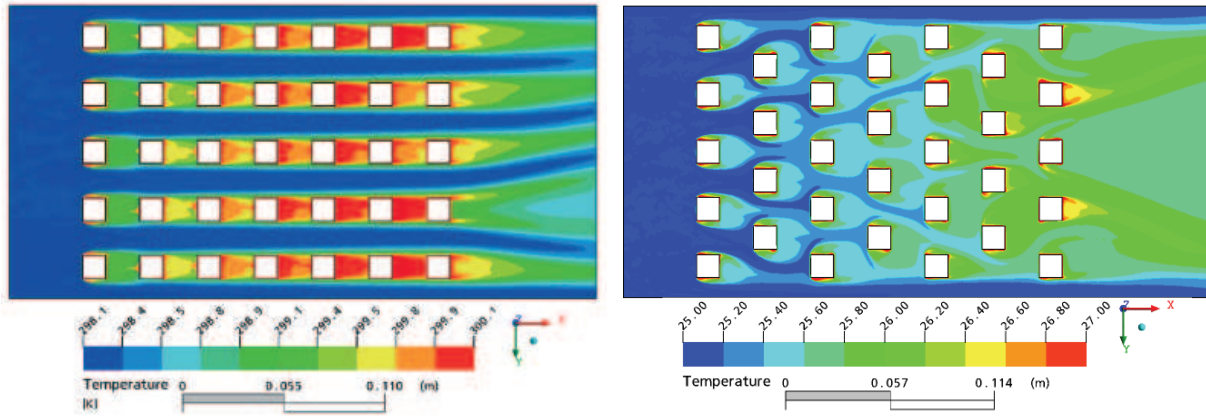 298.1 298.4 298.5 298.8 298.9 299.1 299.4 299.5 299.8 299.9 300.1
Z X
Y
Temperature 0 0.055 0.110 (m)
[K]
25.00 25.20 25.40 25.60 25.80 26.00 26.20 26.40 26.60 26.80 27.00
Z X
Y
Temperature 0 0.057 0.114 (m)